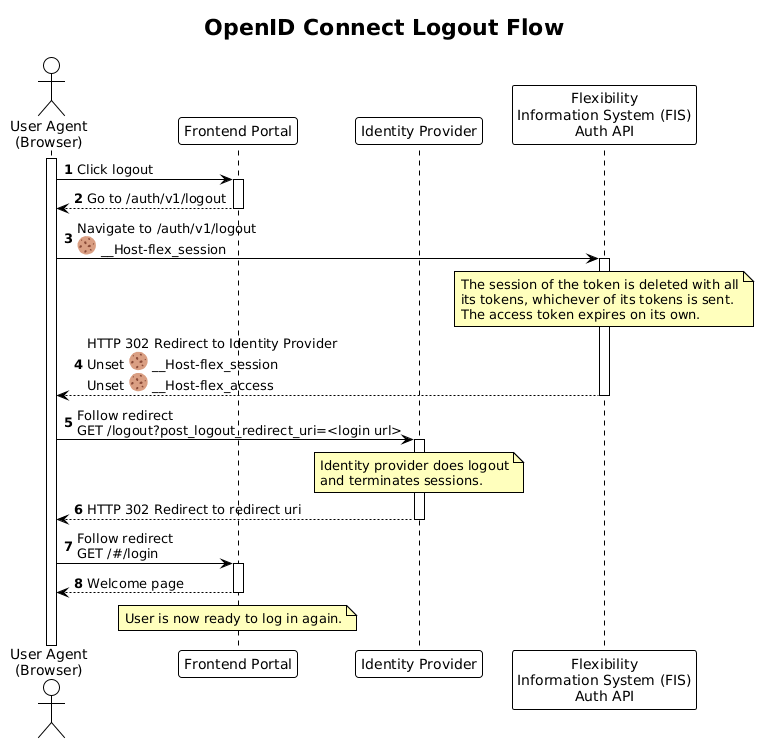 OpenID Connect Logout Flow
User Agent
(Browser)
Frontend Portal
Identity Provider
Flexibility
Information System (FIS)
Auth API
1 Click logout
2 Go to /auth/v1/logout
3 Navigate to /auth/v1/logout
__Host-flex_session
The session of the token is deleted with all
its tokens, whichever of its tokens is sent.
The access token expires on its own.
HTTP 302 Redirect to Identity Provider
4 Unset __Host-flex_session
Unset __Host-flex_access
5 Follow redirect
GET /logout?post_logout_redirect_uri=<login url>
Identity provider does logout
and terminates sessions.
6 HTTP 302 Redirect to redirect uri
7 Follow redirect
GET /#/login
8 Welcome page
User is now ready to log in again.
User Agent
(Browser)
Frontend Portal
Identity Provider
Flexibility
Information System (FIS)
Auth API